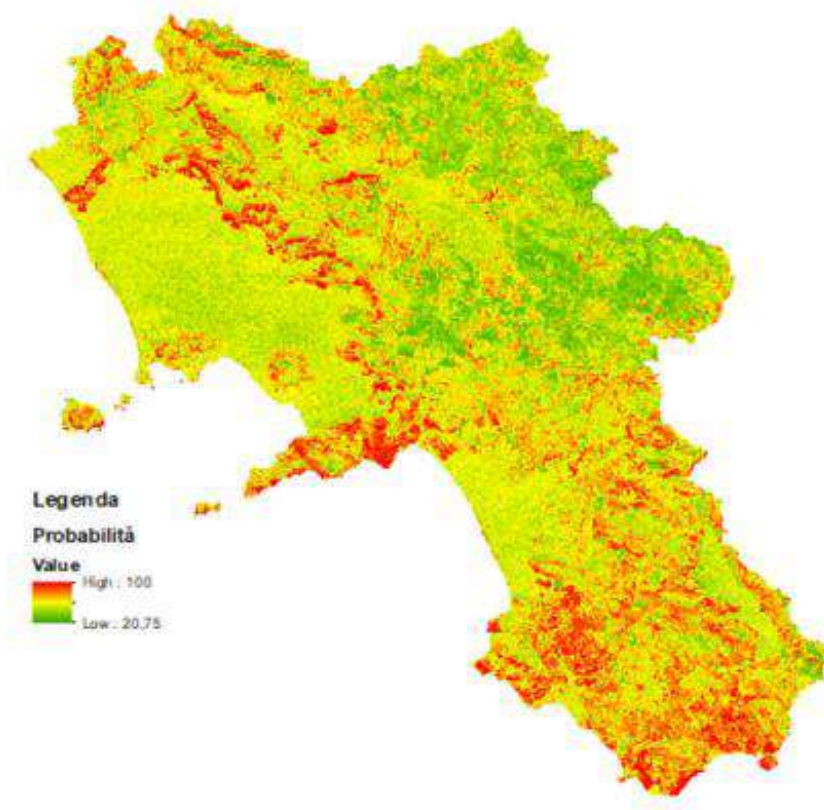 Legenda
Probabilità
Value
High : 100
Low : 20,75